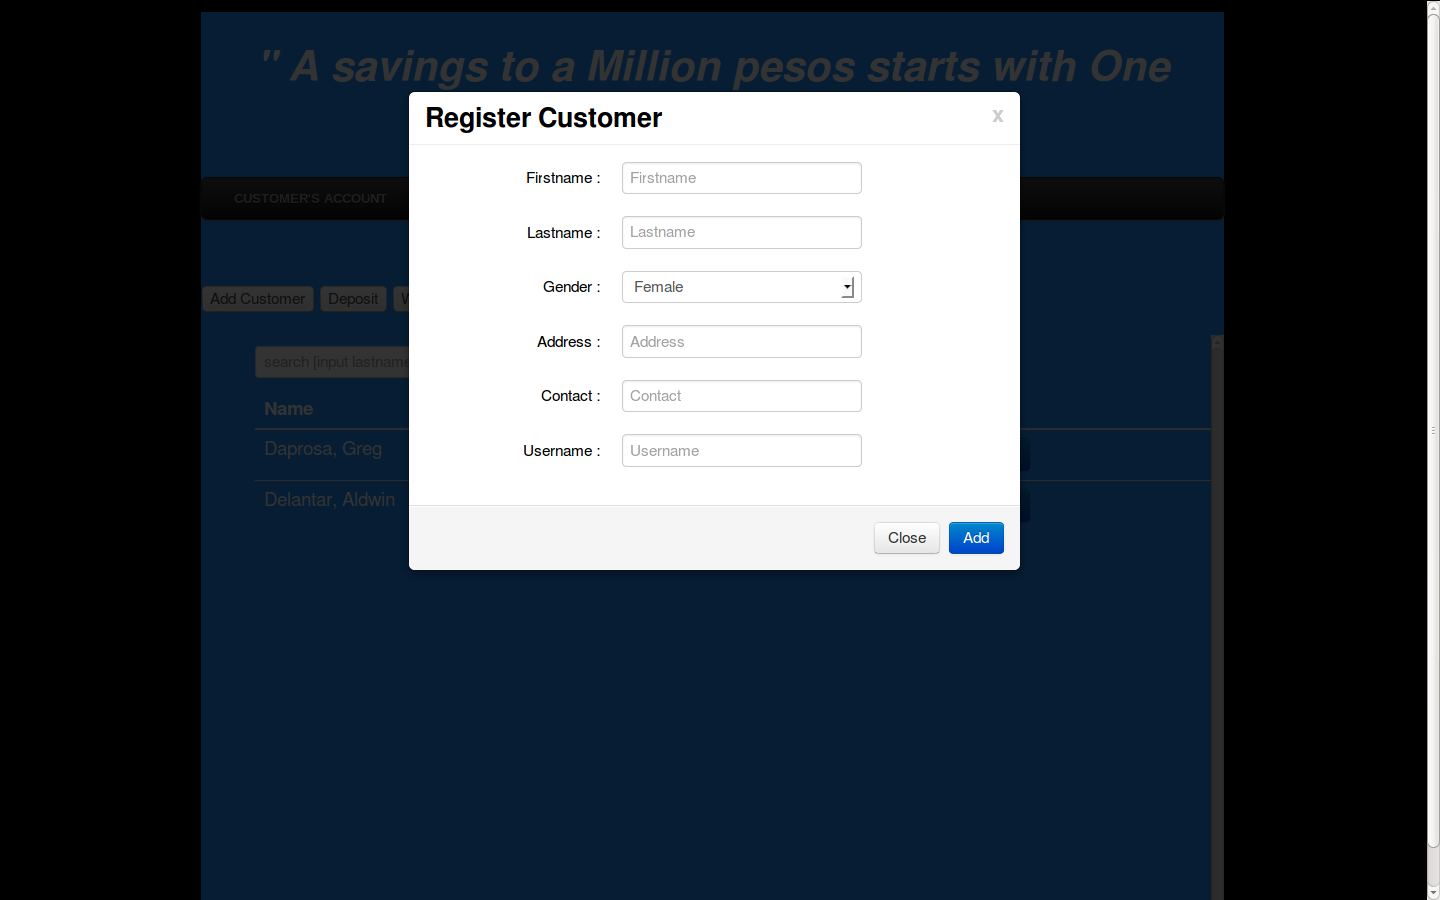 " A savings to a Million pesos starts with One
Register Customer x
CUSTOMER'S ACCOUNT
Firstname : Firstname
Lastname : Lastname
Gender : Female
Add Customer Deposit
Address : Address
search [input lastname
Contact : Contact
Name
Username : Username
Daprosa, Greg
Delantar, Aldwin
Close Add